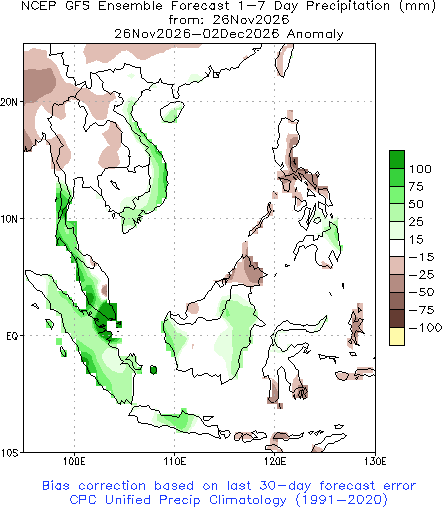 NCEP GFS Ensemble Forecast 1-7 Day Precipitation (mm)
from: 26Nov2026
26Nov2026-02Dec2026 Anomaly
20N
10N
EQ
10S
100E 110E 120E 130E
100
75
50
25
15
-15
-25
-50
-75
-100
Bias correction based on last 30-day forecast error
CPC Unified Precip Climatology (1991-2020)